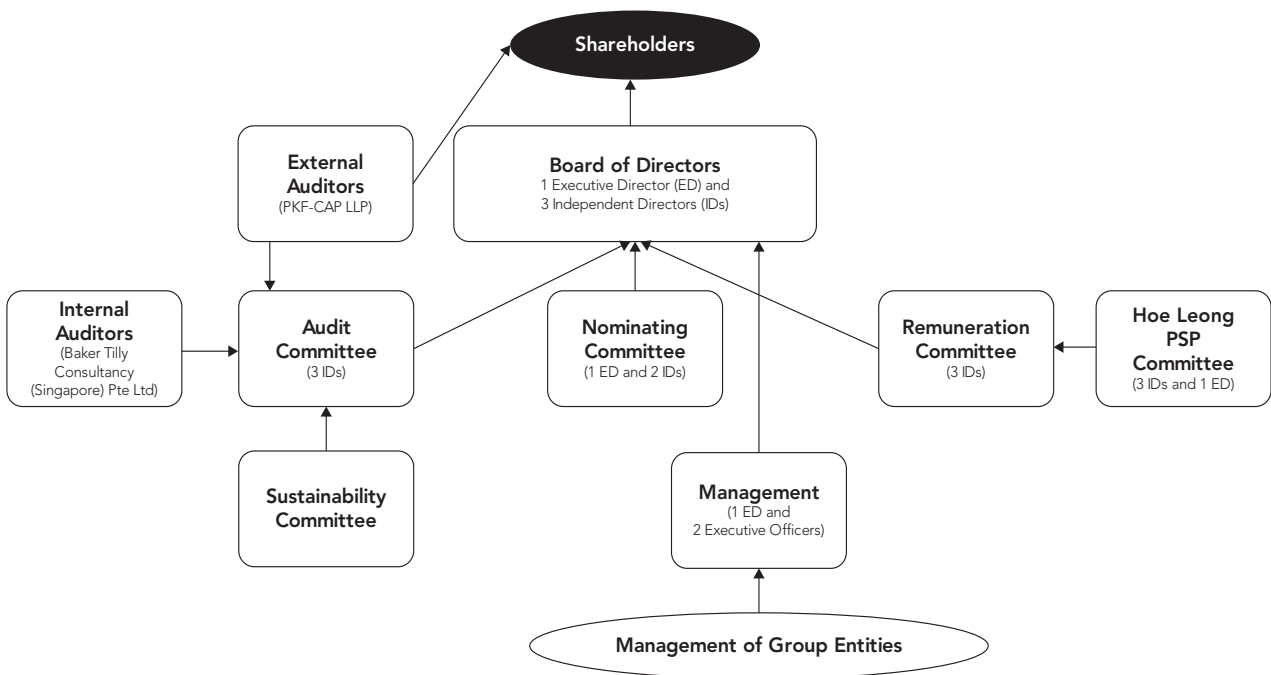 Shareholders
External
Auditors
(PKF-CAP LLP)
Board of Directors
1 Executive Director (ED) and
3 Independent Directors (IDs)
Internal
Auditors
(Baker Tilly
Consultancy
(Singapore) Pte Ltd)
Audit
Committee
(3 IDs)
Nominating
Committee
(1 ED and 2 IDs)
Remuneration
Committee
(3 IDs)
Hoe Leong
PSP
Committee
(3 IDs and 1 ED)
Sustainability
Committee
Management
(1 ED and
2 Executive Officers)
Management of Group Entities